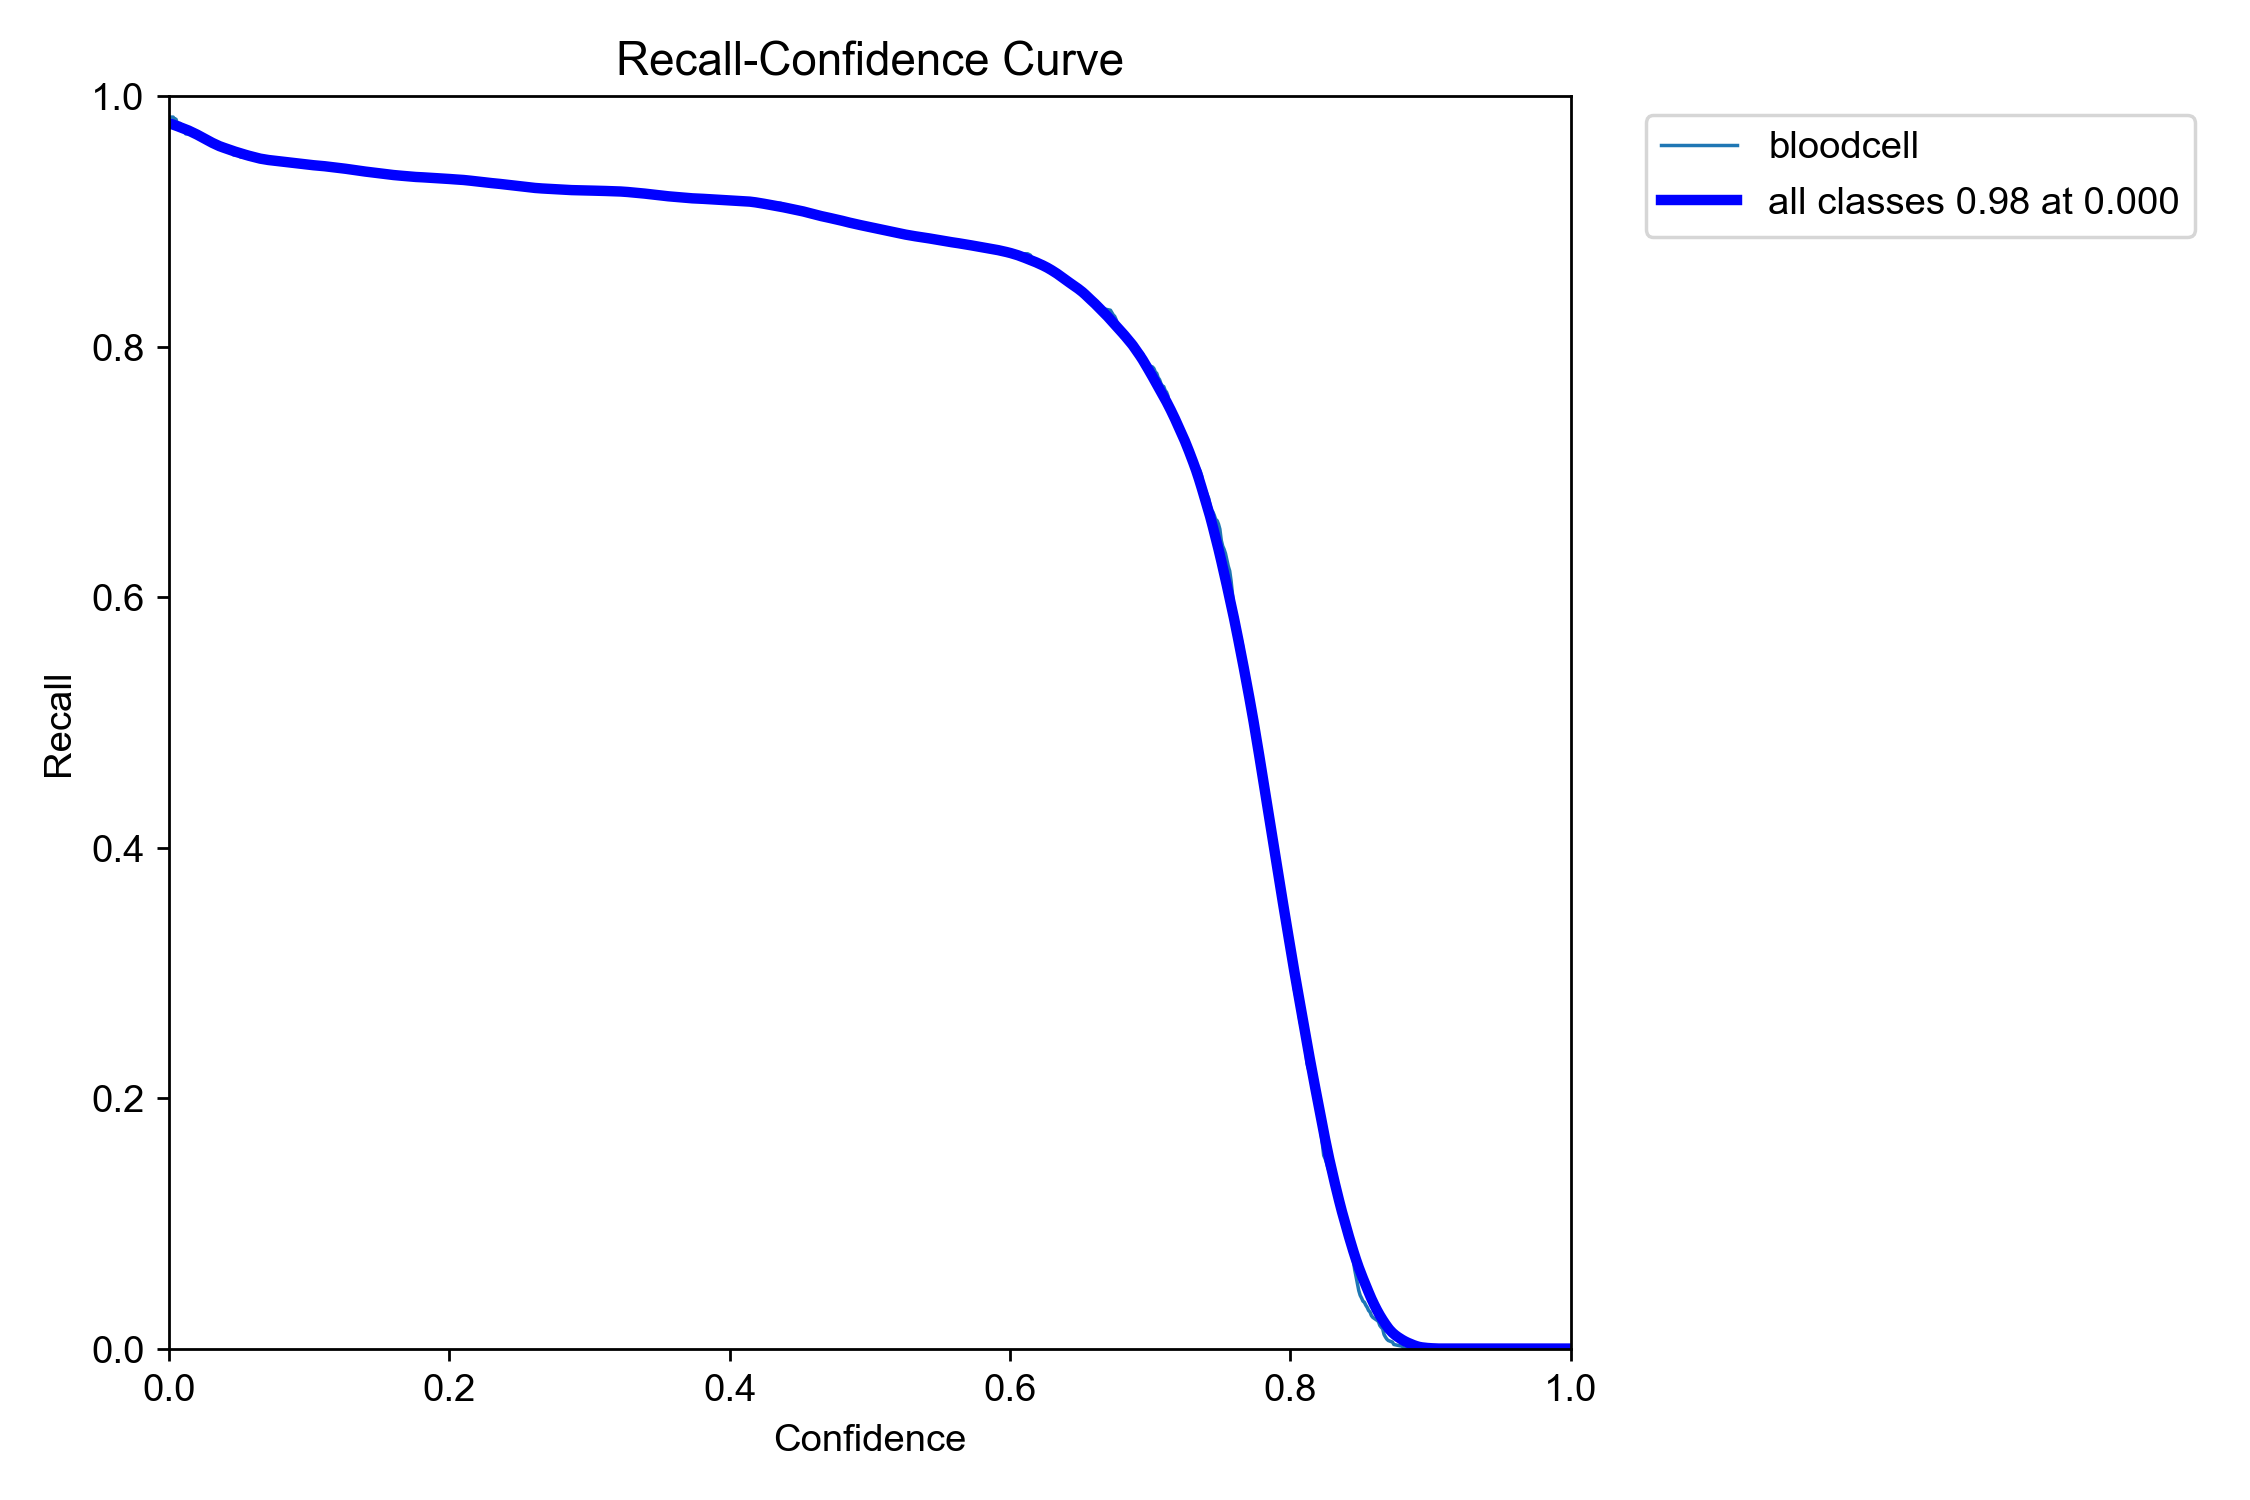 Recall-Confidence Curve
1.0
0.8
0.6
0.4
0.2
0.0
Recall
0.0 0.2 0.4 0.6 0.8 1.0
Confidence
bloodcell
all classes 0.98 at 0.000